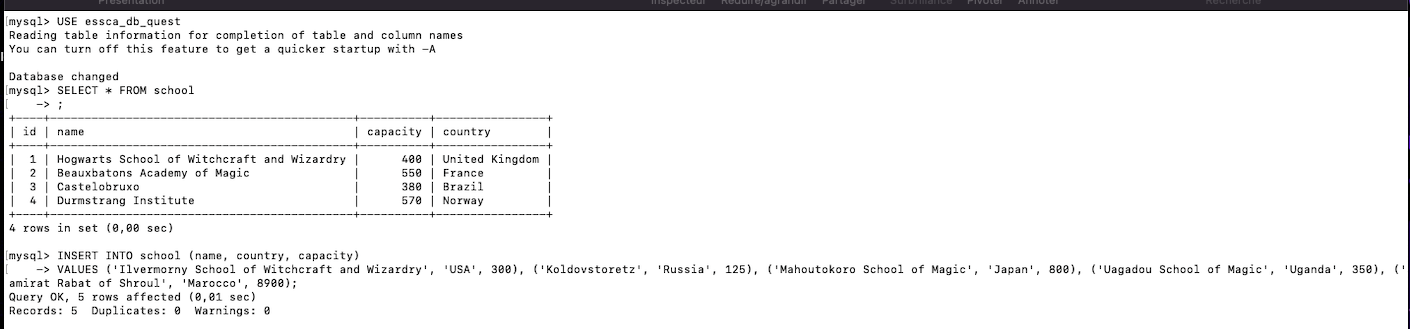 Présentation Inspecteur Réduire/agrandir Partager Surbrillance Pivoter Annoter Recherche
mysql> USE essca_db_quest
Reading table information for completion of table and column names
You can turn off this feature to get a quicker startup with -A
Database changed
mysql> SELECT * FROM school
    -> ;
+----+-------------------------------------------+----------+----------------+
| id | name                                      | capacity | country        |
+----+-------------------------------------------+----------+----------------+
|  1 | Hogwarts School of Witchcraft and Wizardry |      400 | United Kingdom |
|  2 | Beauxbatons Academy of Magic              |      550 | France         |
|  3 | Castelobruxo                              |      380 | Brazil         |
|  4 | Durmstrang Institute                      |      570 | Norway         |
+----+-------------------------------------------+----------+----------------+
4 rows in set (0,00 sec)
mysql> INSERT INTO school (name, country, capacity)
    -> VALUES ('Ilvermorny School of Witchcraft and Wizardry', 'USA', 300), ('Koldovstoretz', 'Russia', 125), ('Mahoutokoro School of Magic', 'Japan', 800), ('Uagadou School of Magic', 'Uganda', 350), ('
amirat Rabat of Shroul', 'Marocco', 8900);
Query OK, 5 rows affected (0,01 sec)
Records: 5  Duplicates: 0  Warnings: 0